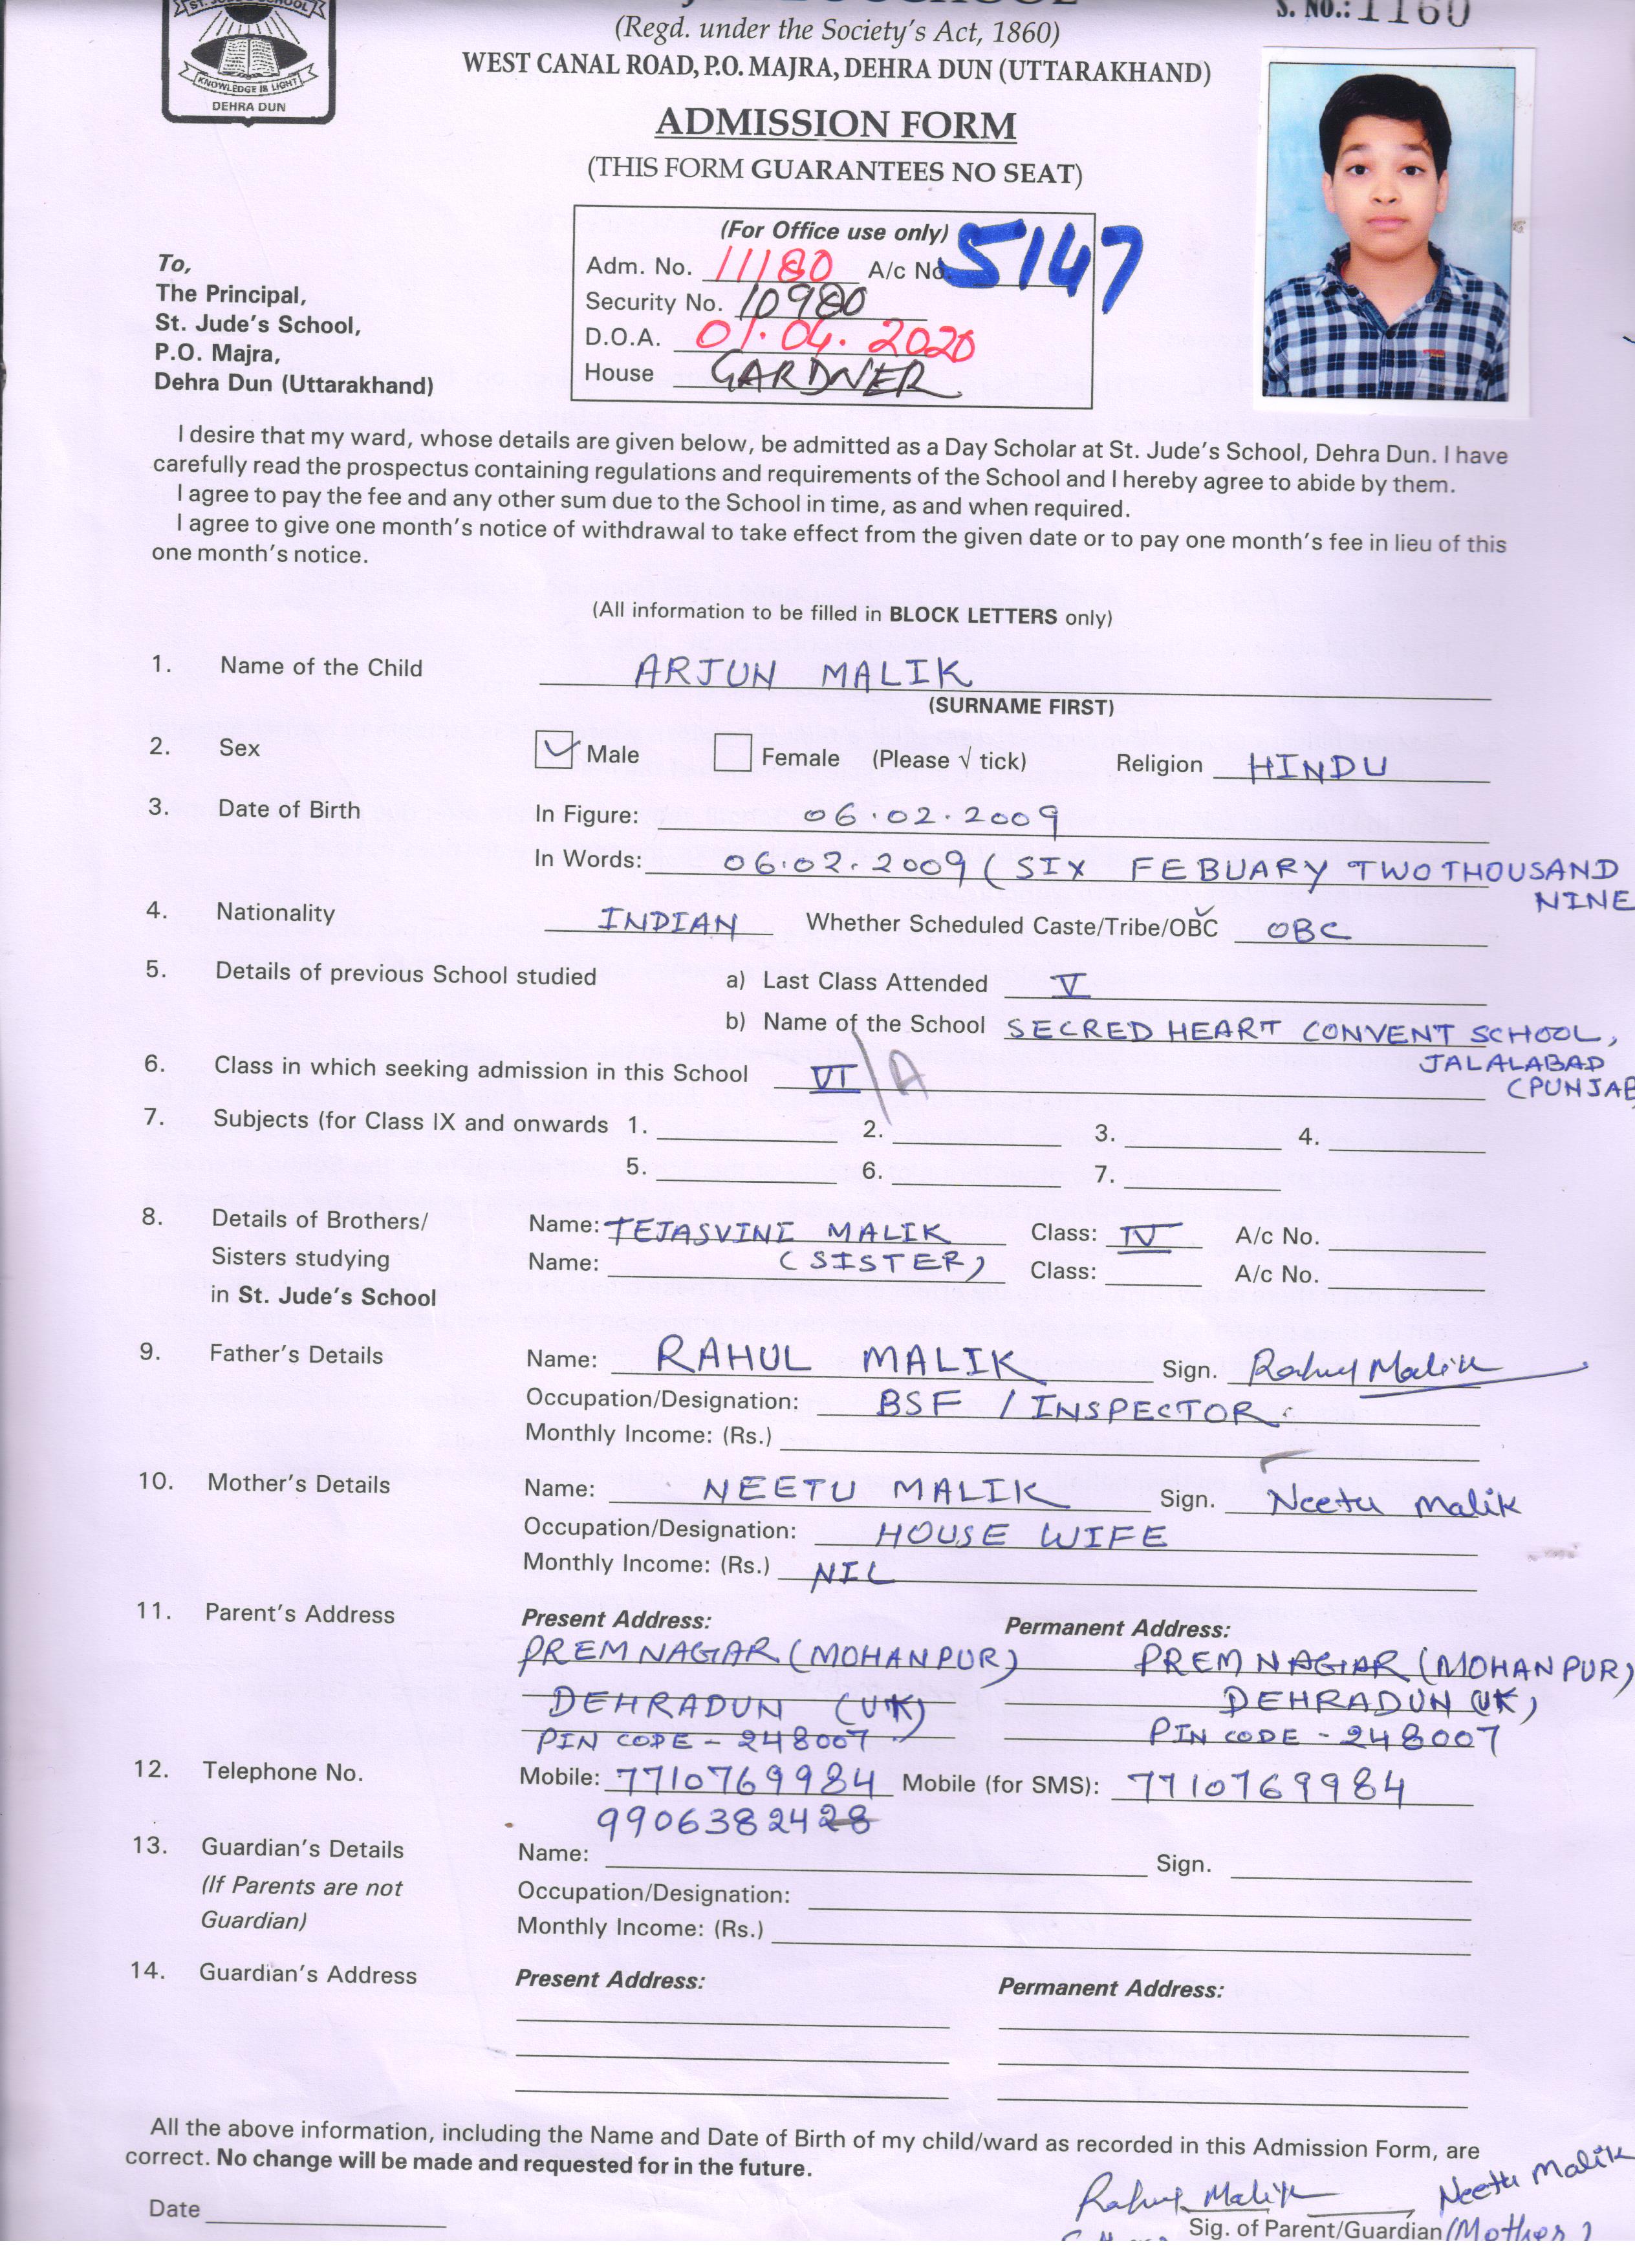 ST. JUDE'S SCHOOL
KNOWLEDGE IS LIGHT
DEHRA DUN
S. NO.: 1160
(Regd. under the Society's Act, 1860)
WEST CANAL ROAD, P.O. MAJRA, DEHRA DUN (UTTARAKHAND)
ADMISSION FORM
(THIS FORM GUARANTEES NO SEAT)
To,
The Principal,
St. Jude's School,
P.O. Majra,
Dehra Dun (Uttarakhand)
(For Office use only)
Adm. No. 11180 A/c No. 5147
Security No. 10980
D.O.A. 01.04.2020
House GARDNER
I desire that my ward, whose details are given below, be admitted as a Day Scholar at St. Jude's School, Dehra Dun. I have
carefully read the prospectus containing regulations and requirements of the School and I hereby agree to abide by them.
I agree to pay the fee and any other sum due to the School in time, as and when required.
I agree to give one month's notice of withdrawal to take effect from the given date or to pay one month's fee in lieu of this
one month's notice.
(All information to be filled in BLOCK LETTERS only)
1. Name of the Child ARJUN MALIK
(SURNAME FIRST)
2. Sex Male Female (Please √ tick) Religion HINDU
3. Date of Birth In Figure: 06.02.2009
In Words: 06.02.2009 (SIX FEBUARY TWO THOUSAND
NINE
4. Nationality INDIAN Whether Scheduled Caste/Tribe/OBC OBC
5. Details of previous School studied a) Last Class Attended V
b) Name of the School SECRED HEART CONVENT SCHOOL,
JALALABAD
(PUNJAB
6. Class in which seeking admission in this School VI/A
7. Subjects (for Class IX and onwards 1. 2. 3. 4.
5. 6. 7.
8. Details of Brothers/ Name: TEJASVINI MALIK Class: IV A/c No.
Sisters studying Name: (SISTER) Class: A/c No.
in St. Jude's School
9. Father's Details Name: RAHUL MALIK Sign. Rahul Malik
Occupation/Designation: BSF / INSPECTOR
Monthly Income: (Rs.)
10. Mother's Details Name: NEETU MALIK Sign. Neetu Malik
Occupation/Designation: HOUSE WIFE
Monthly Income: (Rs.) NIL
11. Parent's Address Present Address: Permanent Address:
PREM NAGAR (MOHANPUR) PREM NAGAR (MOHANPUR)
DEHRADUN (UK) DEHRADUN (UK)
PIN CODE - 248007 PIN CODE - 248007
12. Telephone No. Mobile: 7710769984 Mobile (for SMS): 7710769984
9906382428
13. Guardian's Details Name: Sign.
(If Parents are not Occupation/Designation:
Guardian) Monthly Income: (Rs.)
14. Guardian's Address Present Address: Permanent Address:
All the above information, including the Name and Date of Birth of my child/ward as recorded in this Admission Form, are
correct. No change will be made and requested for in the future.
Rahul Malik Neetu Malik
Date Sig. of Parent/Guardian (Mother)